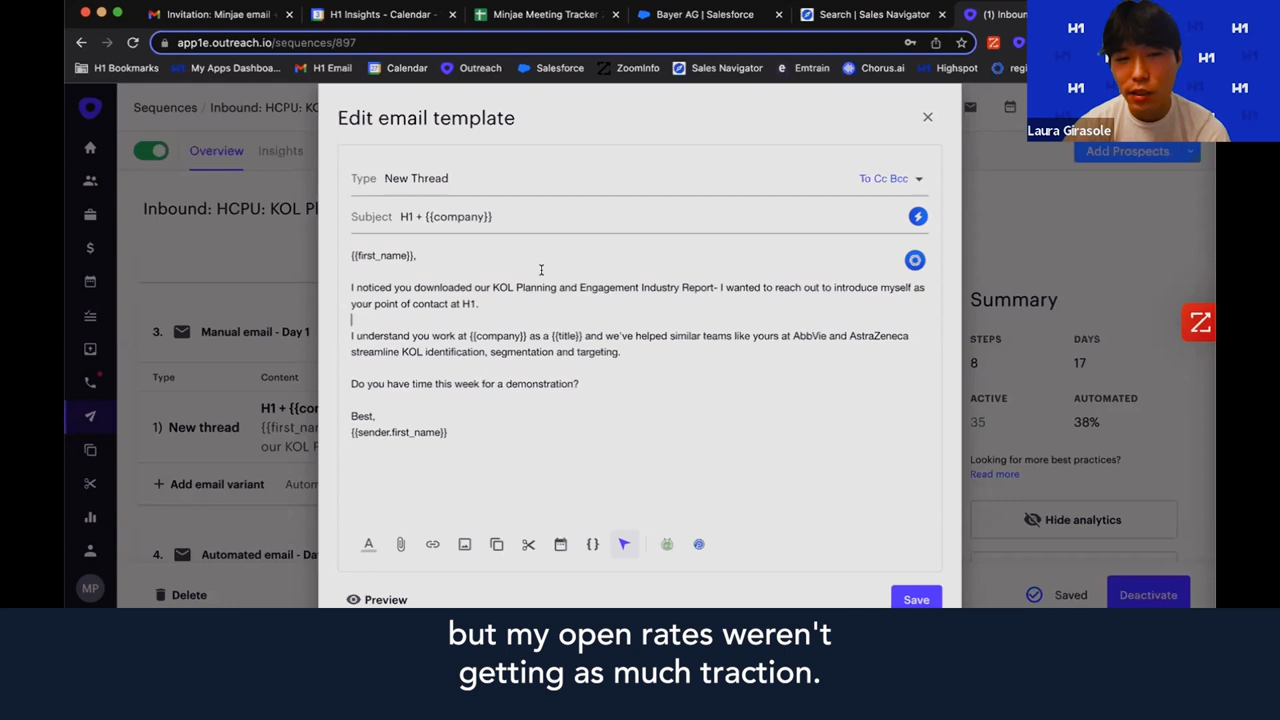 Invitation: Minjae email -
H1 Insights - Calendar -
Minjae Meeting Tracker
Bayer AG | Salesforce
Search | Sales Navigator
(1) Inbou
app1e.outreach.io/sequences/897
H1 Bookmarks
My Apps Dashboa...
H1 Email
Calendar
Outreach
Salesforce
ZoomInfo
Sales Navigator
Emtrain
Chorus.ai
Highspot
regi
H1
H1
H1
H1
H1
Laura Girasole
Sequences / Inbound: HCPU: KO
Overview
Insights
Add Prospects
Inbound: HCPU: KOL Pl
3. Manual email - Day 1
Type Content
1) New thread
H1 + {{com
{{first_nam
our KOL P
+ Add email variant
Autom
4. Automated email - Da
Delete
MP
Edit email template
Type New Thread
To Cc Bcc
Subject H1 + {{company}}
{{first_name}},
I noticed you downloaded our KOL Planning and Engagement Industry Report- I wanted to reach out to introduce myself as
your point of contact at H1.
I understand you work at {{company}} as a {{title}} and we've helped similar teams like yours at AbbVie and AstraZeneca
streamline KOL identification, segmentation and targeting.
Do you have time this week for a demonstration?
Best,
{{sender.first_name}}
Preview
Save
Summary
STEPS DAYS
8 17
ACTIVE AUTOMATED
35 38%
Looking for more best practices?
Read more
Hide analytics
Saved
Deactivate
but my open rates weren't
getting as much traction.